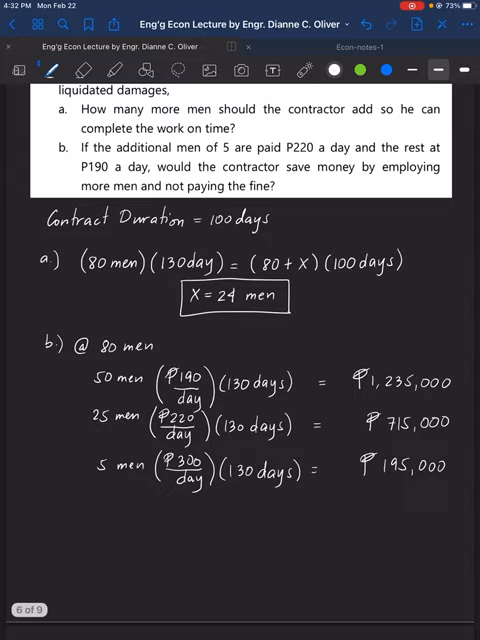 4:32 PM Mon Feb 22
73%
Eng'g Econ Lecture by Engr. Dianne C. Oliver
Eng'g Econ Lecture by Engr. Dianne C. Oliver
Econ-notes-1
liquidated damages,
a. How many more men should the contractor add so he can
complete the work on time?
b. If the additional men of 5 are paid P220 a day and the rest at
P190 a day, would the contractor save money by employing
more men and not paying the fine?
Contract Duration = 100 days
a.) (80 men)(130 day) = (80 + X)(100 days)
X = 24 men
b.) @ 80 men
50 men (₱190/day)(130 days) = ₱1,235,000
25 men (₱220/day)(130 days) = ₱715,000
5 men (₱300/day)(130 days) = ₱195,000
6 of 9